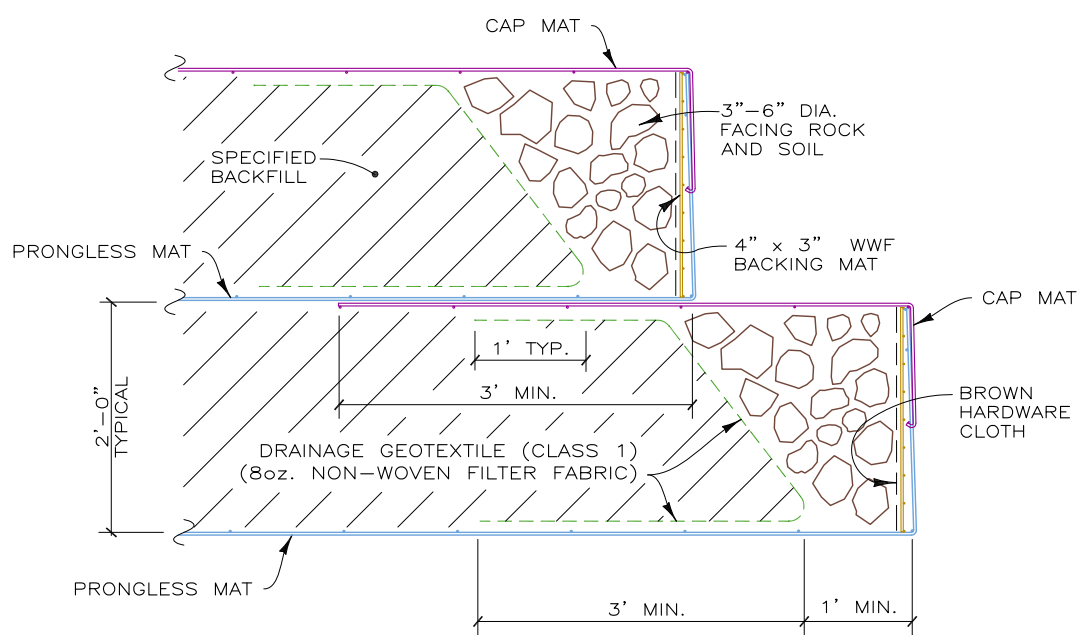 CAP MAT
3"-6" DIA.
FACING ROCK
AND SOIL
SPECIFIED
BACKFILL
PRONGLESS MAT
4" x 3" WWF
BACKING MAT
CAP MAT
1' TYP.
3' MIN.
2'-0"
TYPICAL
BROWN
HARDWARE
CLOTH
DRAINAGE GEOTEXTILE (CLASS 1)
(8oz. NON-WOVEN FILTER FABRIC)
PRONGLESS MAT
3' MIN.
1' MIN.